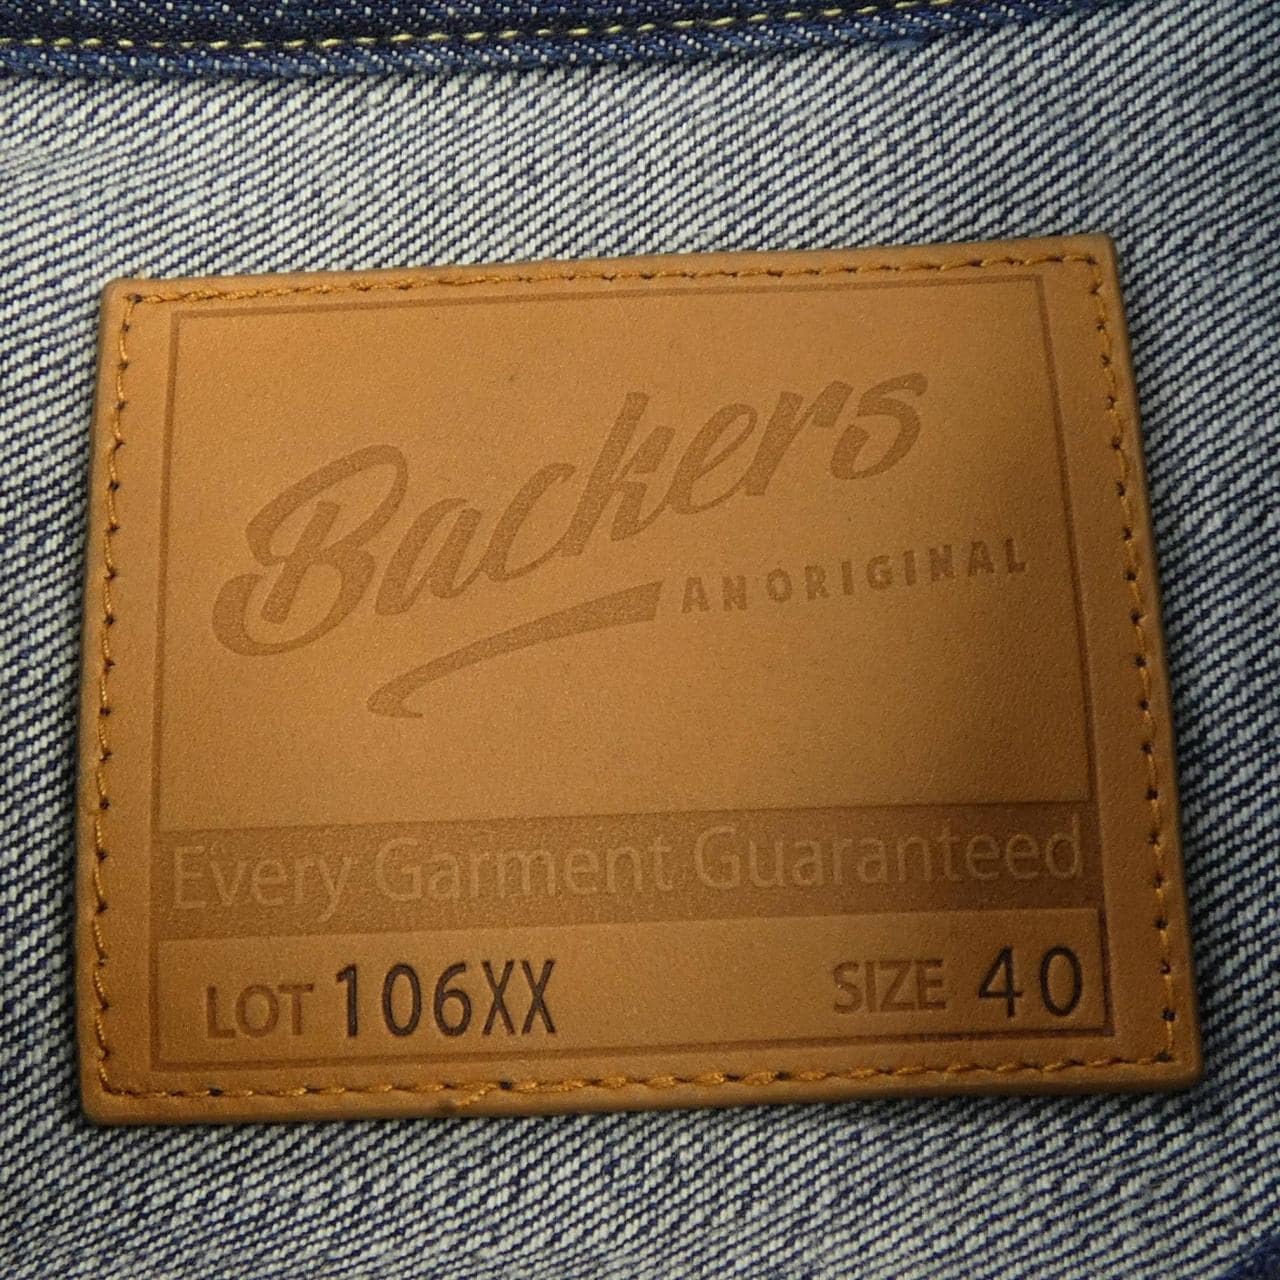 Backers
AN ORIGINAL
Every Garment Guaranteed
LOT 106XX SIZE 40